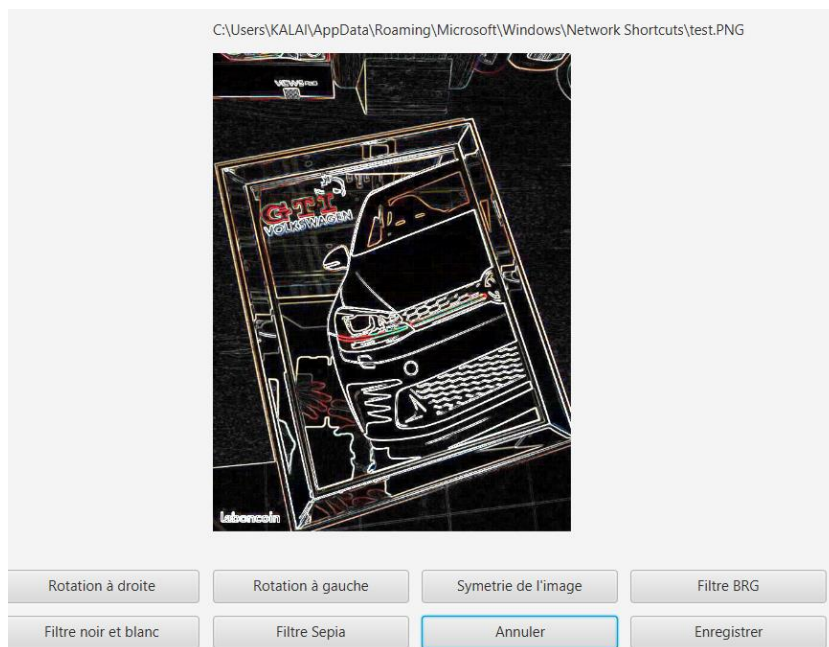 C:\Users\KALAI\AppData\Roaming\Microsoft\Windows\Network Shortcuts\test.PNG
GTI
VOLKSWAGEN
leboncoin
Rotation à droite
Rotation à gauche
Symetrie de l'image
Filtre BRG
Filtre noir et blanc
Filtre Sepia
Annuler
Enregistrer